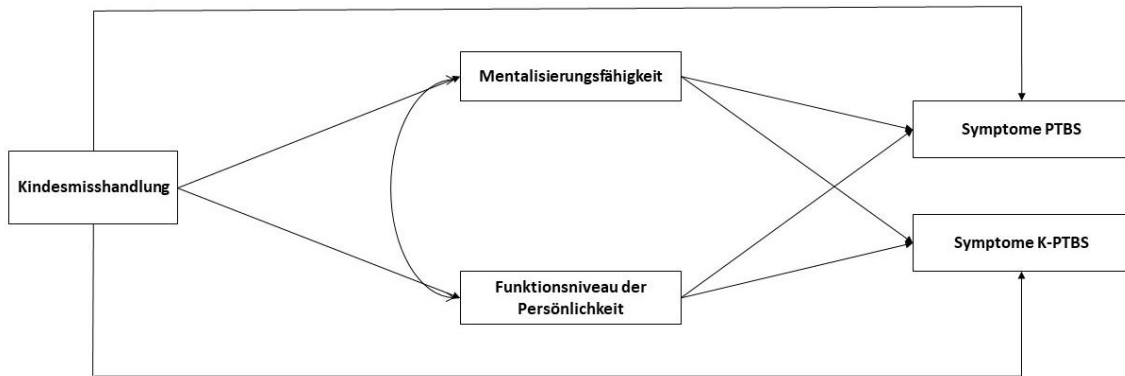 Mentalisierungsfähigkeit
Symptome PTBS
Kindesmisshandlung
Symptome K-PTBS
Funktionsniveau der
Persönlichkeit